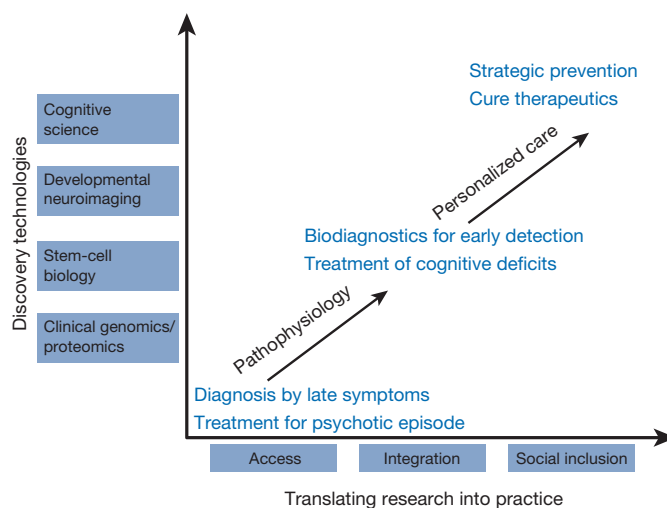 Strategic prevention
Cure therapeutics
Personalized care
Discovery technologies
Cognitive
science
Developmental
neuroimaging
Stem-cell
biology
Clinical genomics/
proteomics
Biodiagnostics for early detection
Treatment of cognitive deficits
Pathophysiology
Diagnosis by late symptoms
Treatment for psychotic episode
Access
Integration
Social inclusion
Translating research into practice